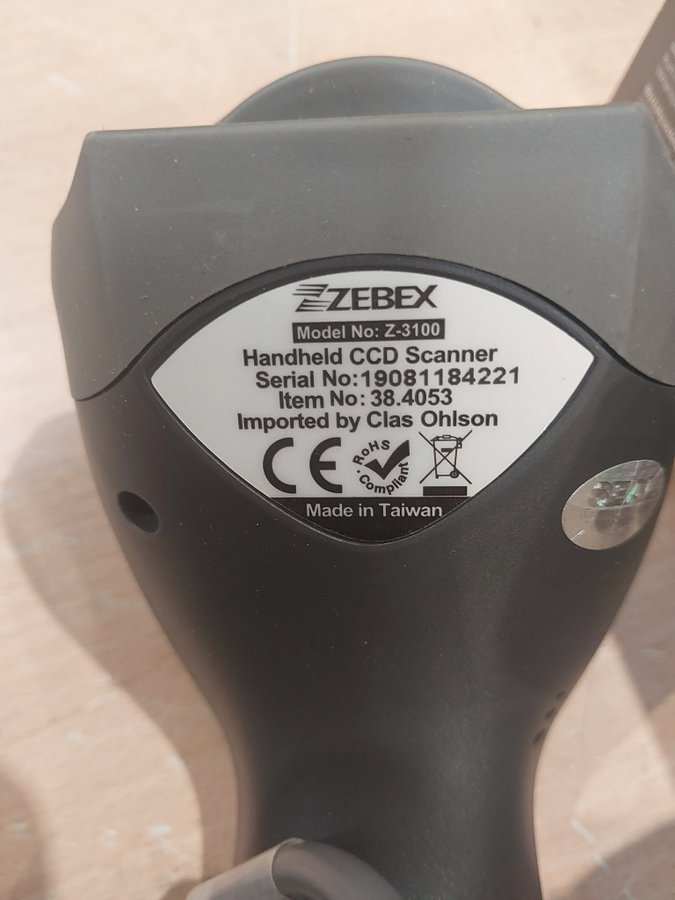 ZEBEX
Model No: Z-3100
Handheld CCD Scanner
Serial No:19081184221
Item No: 38.4053
Imported by Clas Ohlson
CE RoHS Compliant
Made in Taiwan